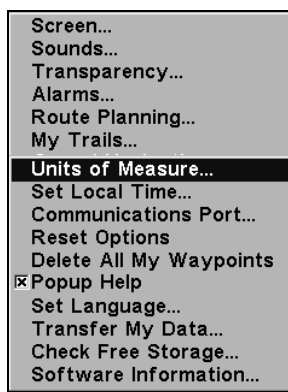 Screen...
Sounds...
Transparency...
Alarms...
Route Planning...
My Trails...
Units of Measure...
Set Local Time...
Communications Port...
Reset Options
Delete All My Waypoints
Popup Help
Set Language...
Transfer My Data...
Check Free Storage...
Software Information...